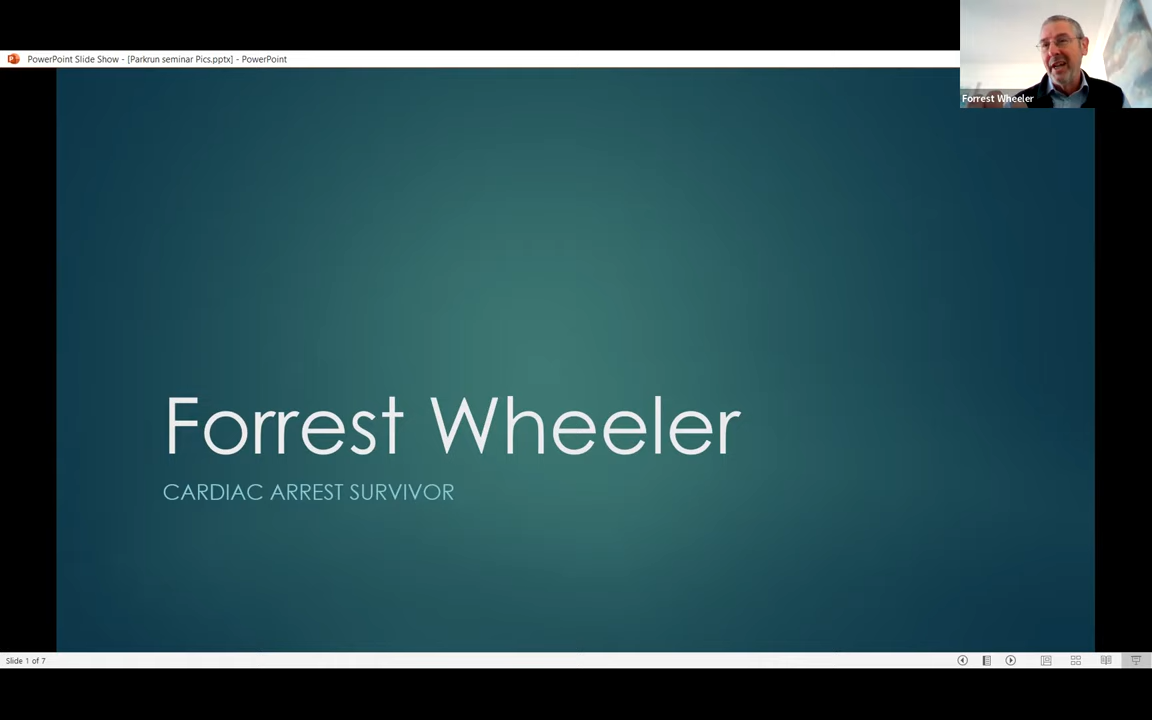 PowerPoint Slide Show - [Parkrun seminar Pics.pptx] - PowerPoint
Forrest Wheeler
Forrest Wheeler
CARDIAC ARREST SURVIVOR
Slide 1 of 7